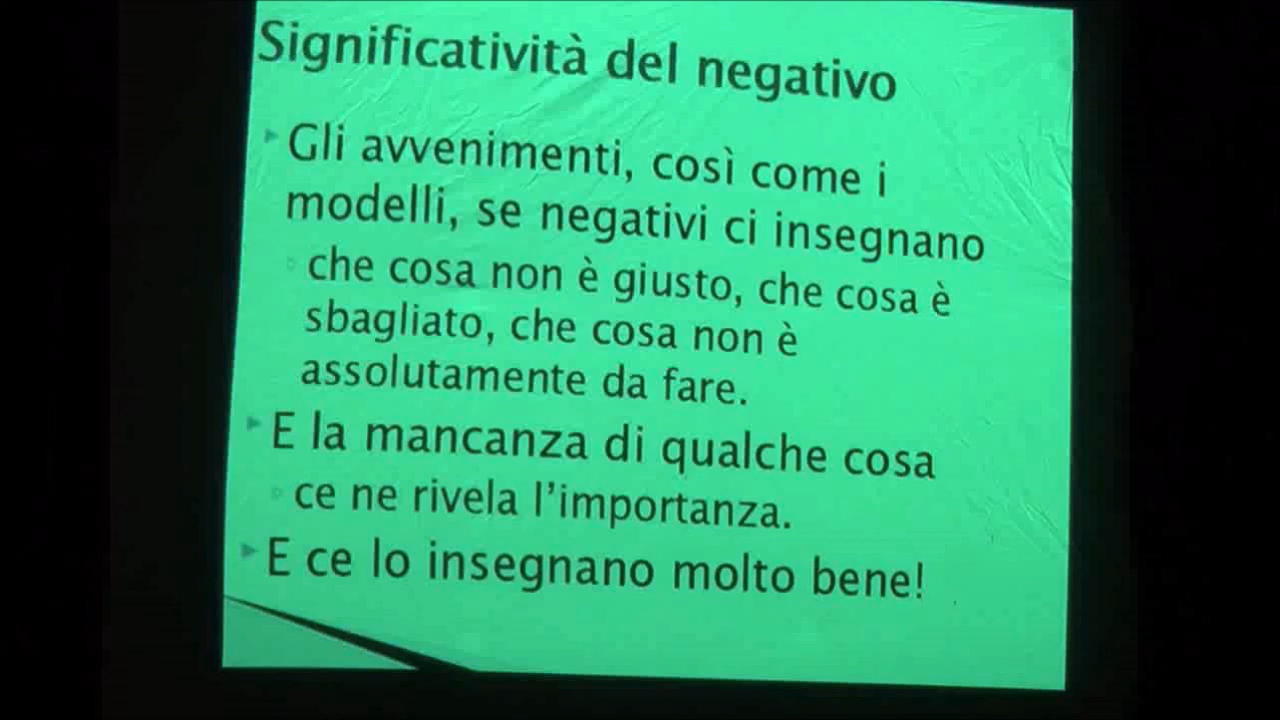 Significatività del negativo
Gli avvenimenti, così come i
modelli, se negativi ci insegnano
che cosa non è giusto, che cosa è
sbagliato, che cosa non è
assolutamente da fare.
E la mancanza di qualche cosa
ce ne rivela l'importanza.
E ce lo insegnano molto bene!